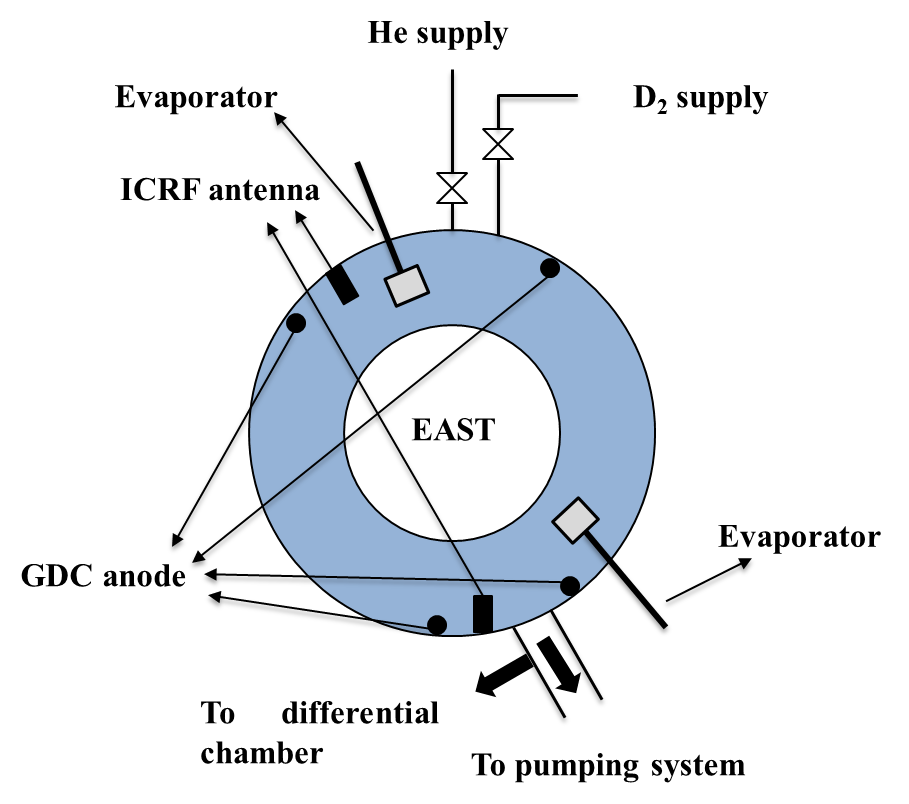 He supply
Evaporator
D₂ supply
ICRF antenna
EAST
Evaporator
GDC anode
To differential
chamber
To pumping system